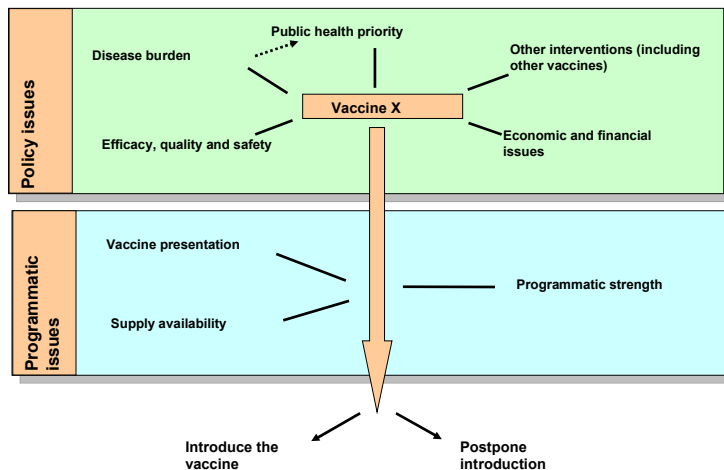 Policy issues
Public health priority
Disease burden
Other interventions (including
other vaccines)
Vaccine X
Efficacy, quality and safety
Economic and financial
issues
Programmatic
issues
Vaccine presentation
Programmatic strength
Supply availability
Introduce the
vaccine
Postpone
introduction